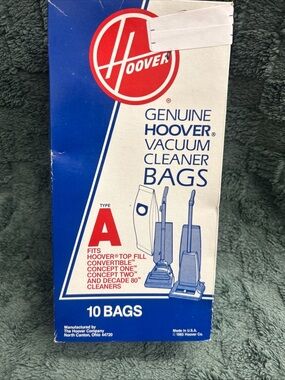 HOOVER
®
GENUINE
HOOVER®
VACUUM
CLEANER
BAGS
TYPE
A
FITS
HOOVER® TOP FILL
CONVERTIBLE™
CONCEPT ONE™
CONCEPT TWO™
AND DECADE 80™
CLEANERS
10 BAGS
Manufactured by
The Hoover Company
North Canton, Ohio 44720
Made in U.S.A.
© 1983 Hoover Co.